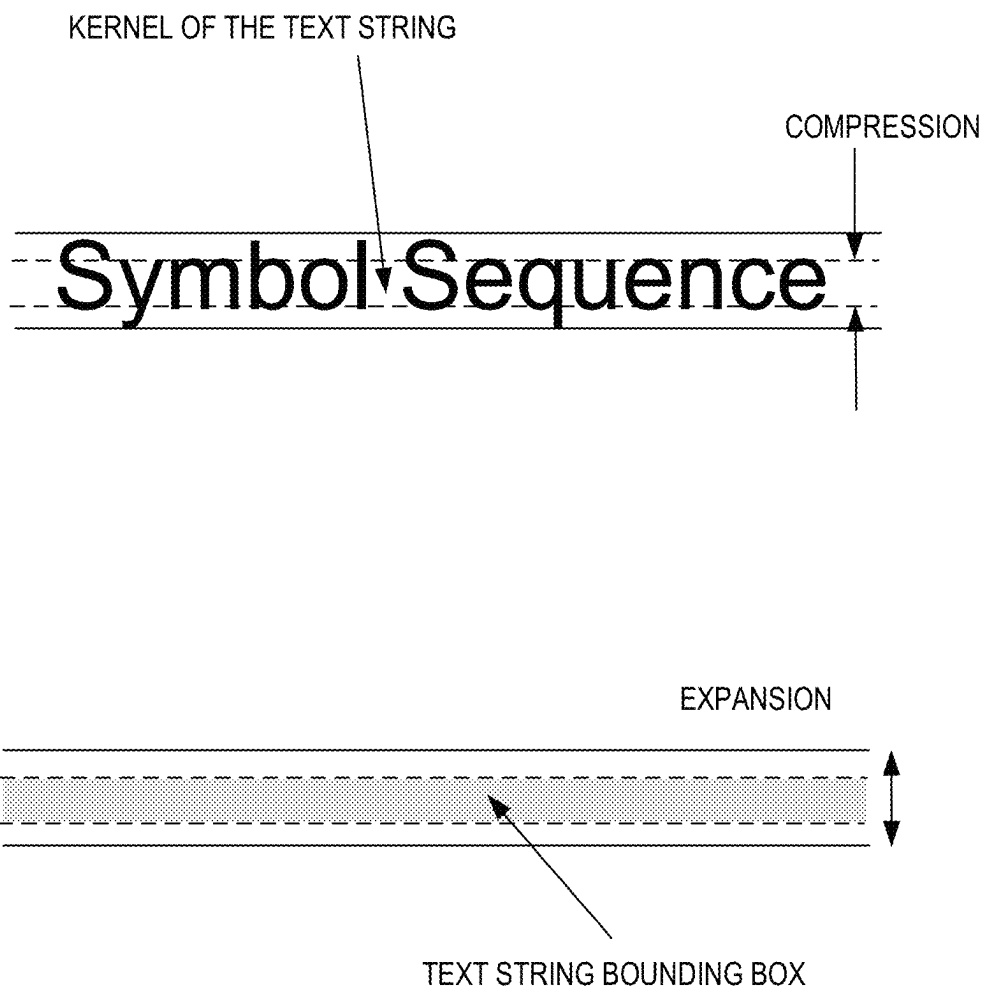 KERNEL OF THE TEXT STRING
COMPRESSION
Symbol Sequence
EXPANSION
TEXT STRING BOUNDING BOX